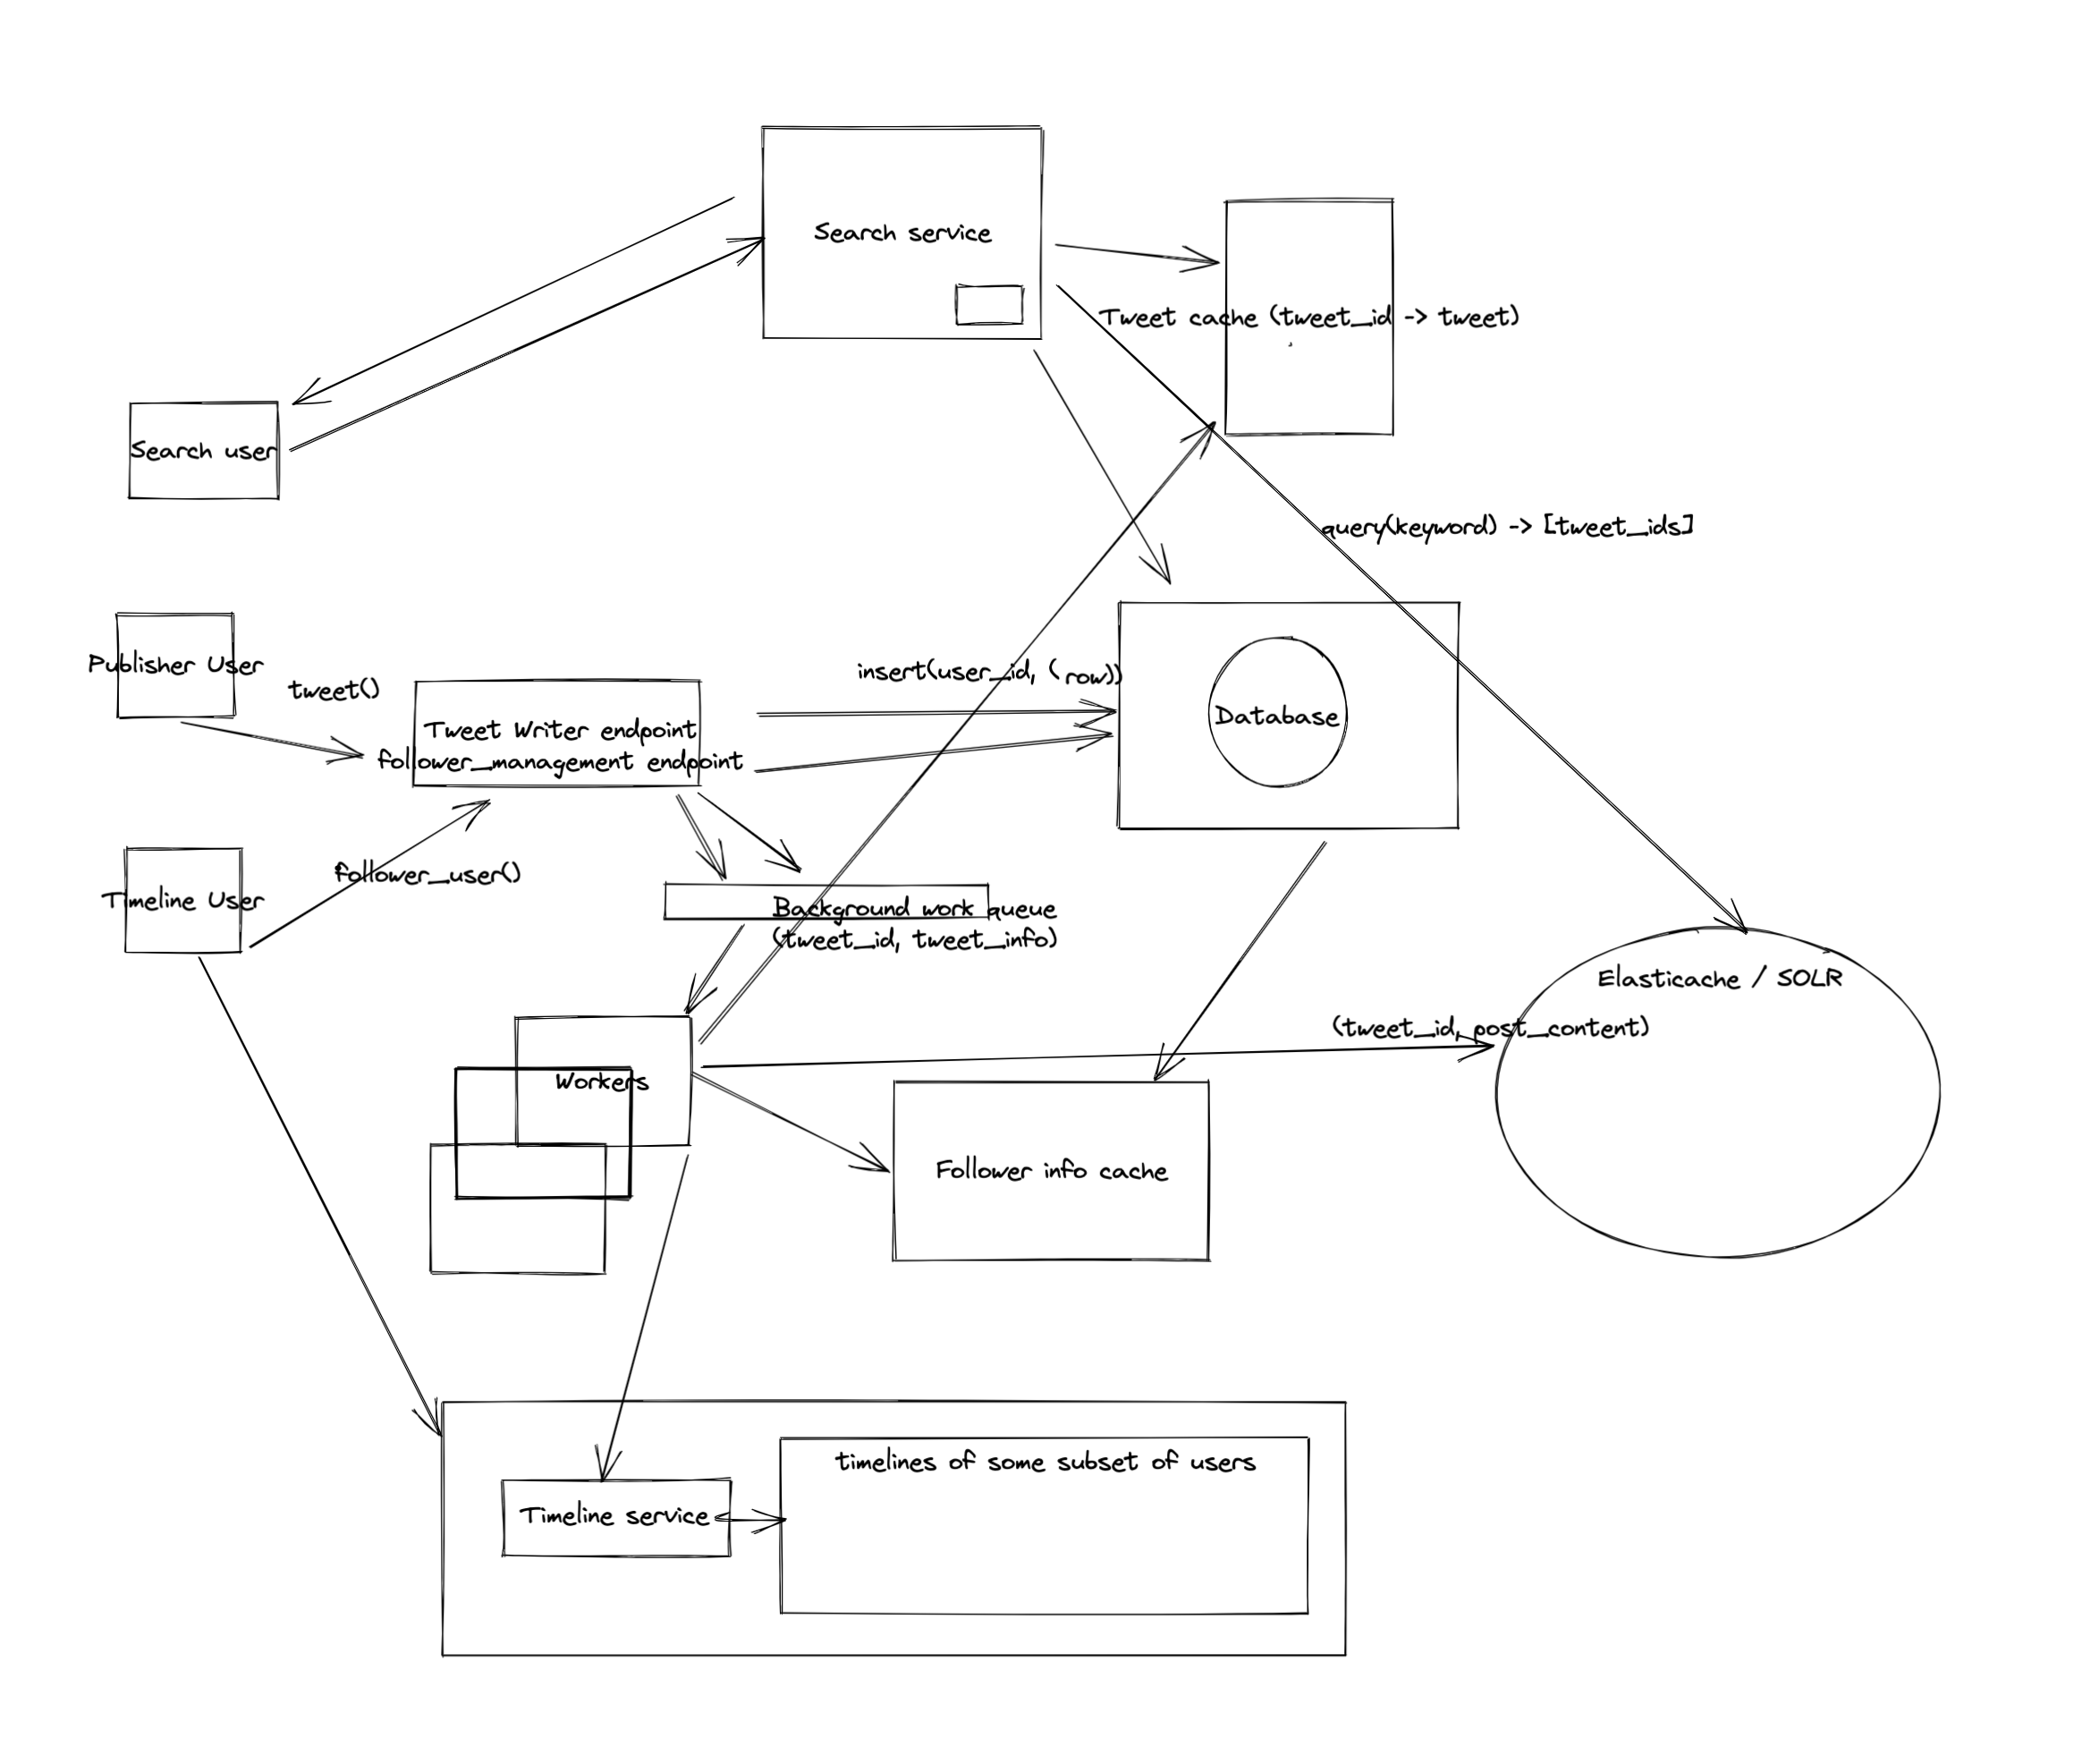 Search service
Tweet cache (tweet_id -> tweet)
Search user
query(keyword) -> [tweet_ids]
Publisher User
tweet()
insert(user_id, (row))
Tweet Writer endpoint
follower_management endpoint
Database
follower_user()
Timeline User
Background work queue
(tweet_id, tweet_info)
Elasticache / SOLR
(tweet_id, post_content)
Workers
Follower info cache
timelines of some subset of users
Timeline service